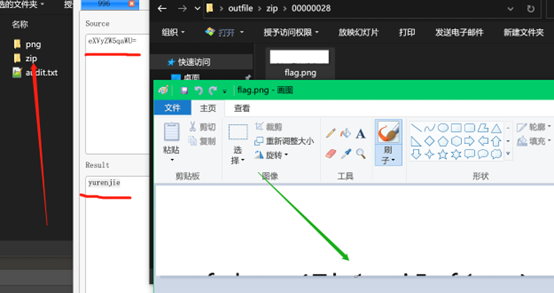 选的文件夹
名称
png
zip
audit.txt
996
Source
eXVyZW5qaWU=
Result
yurenjie
outfile
zip
00000028
组织
打开
授予访问权限
放映幻灯片
打印
发送电子邮件
新建文件夹
快速访问
桌面
flag.png
flag.png - 画图
文件
主页
查看
粘贴
剪切
复制
剪贴板
选择
裁剪
重新调整大小
旋转
图像
工具
刷子
形状
轮廓
填充